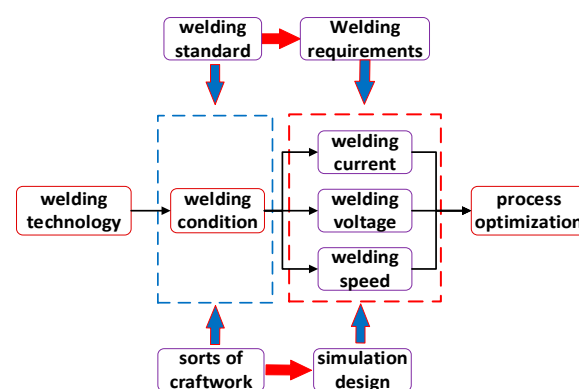 welding
standard
Welding
requirements
welding
current
welding
technology
welding
condition
welding
voltage
process
optimization
welding
speed
sorts of
craftwork
simulation
design